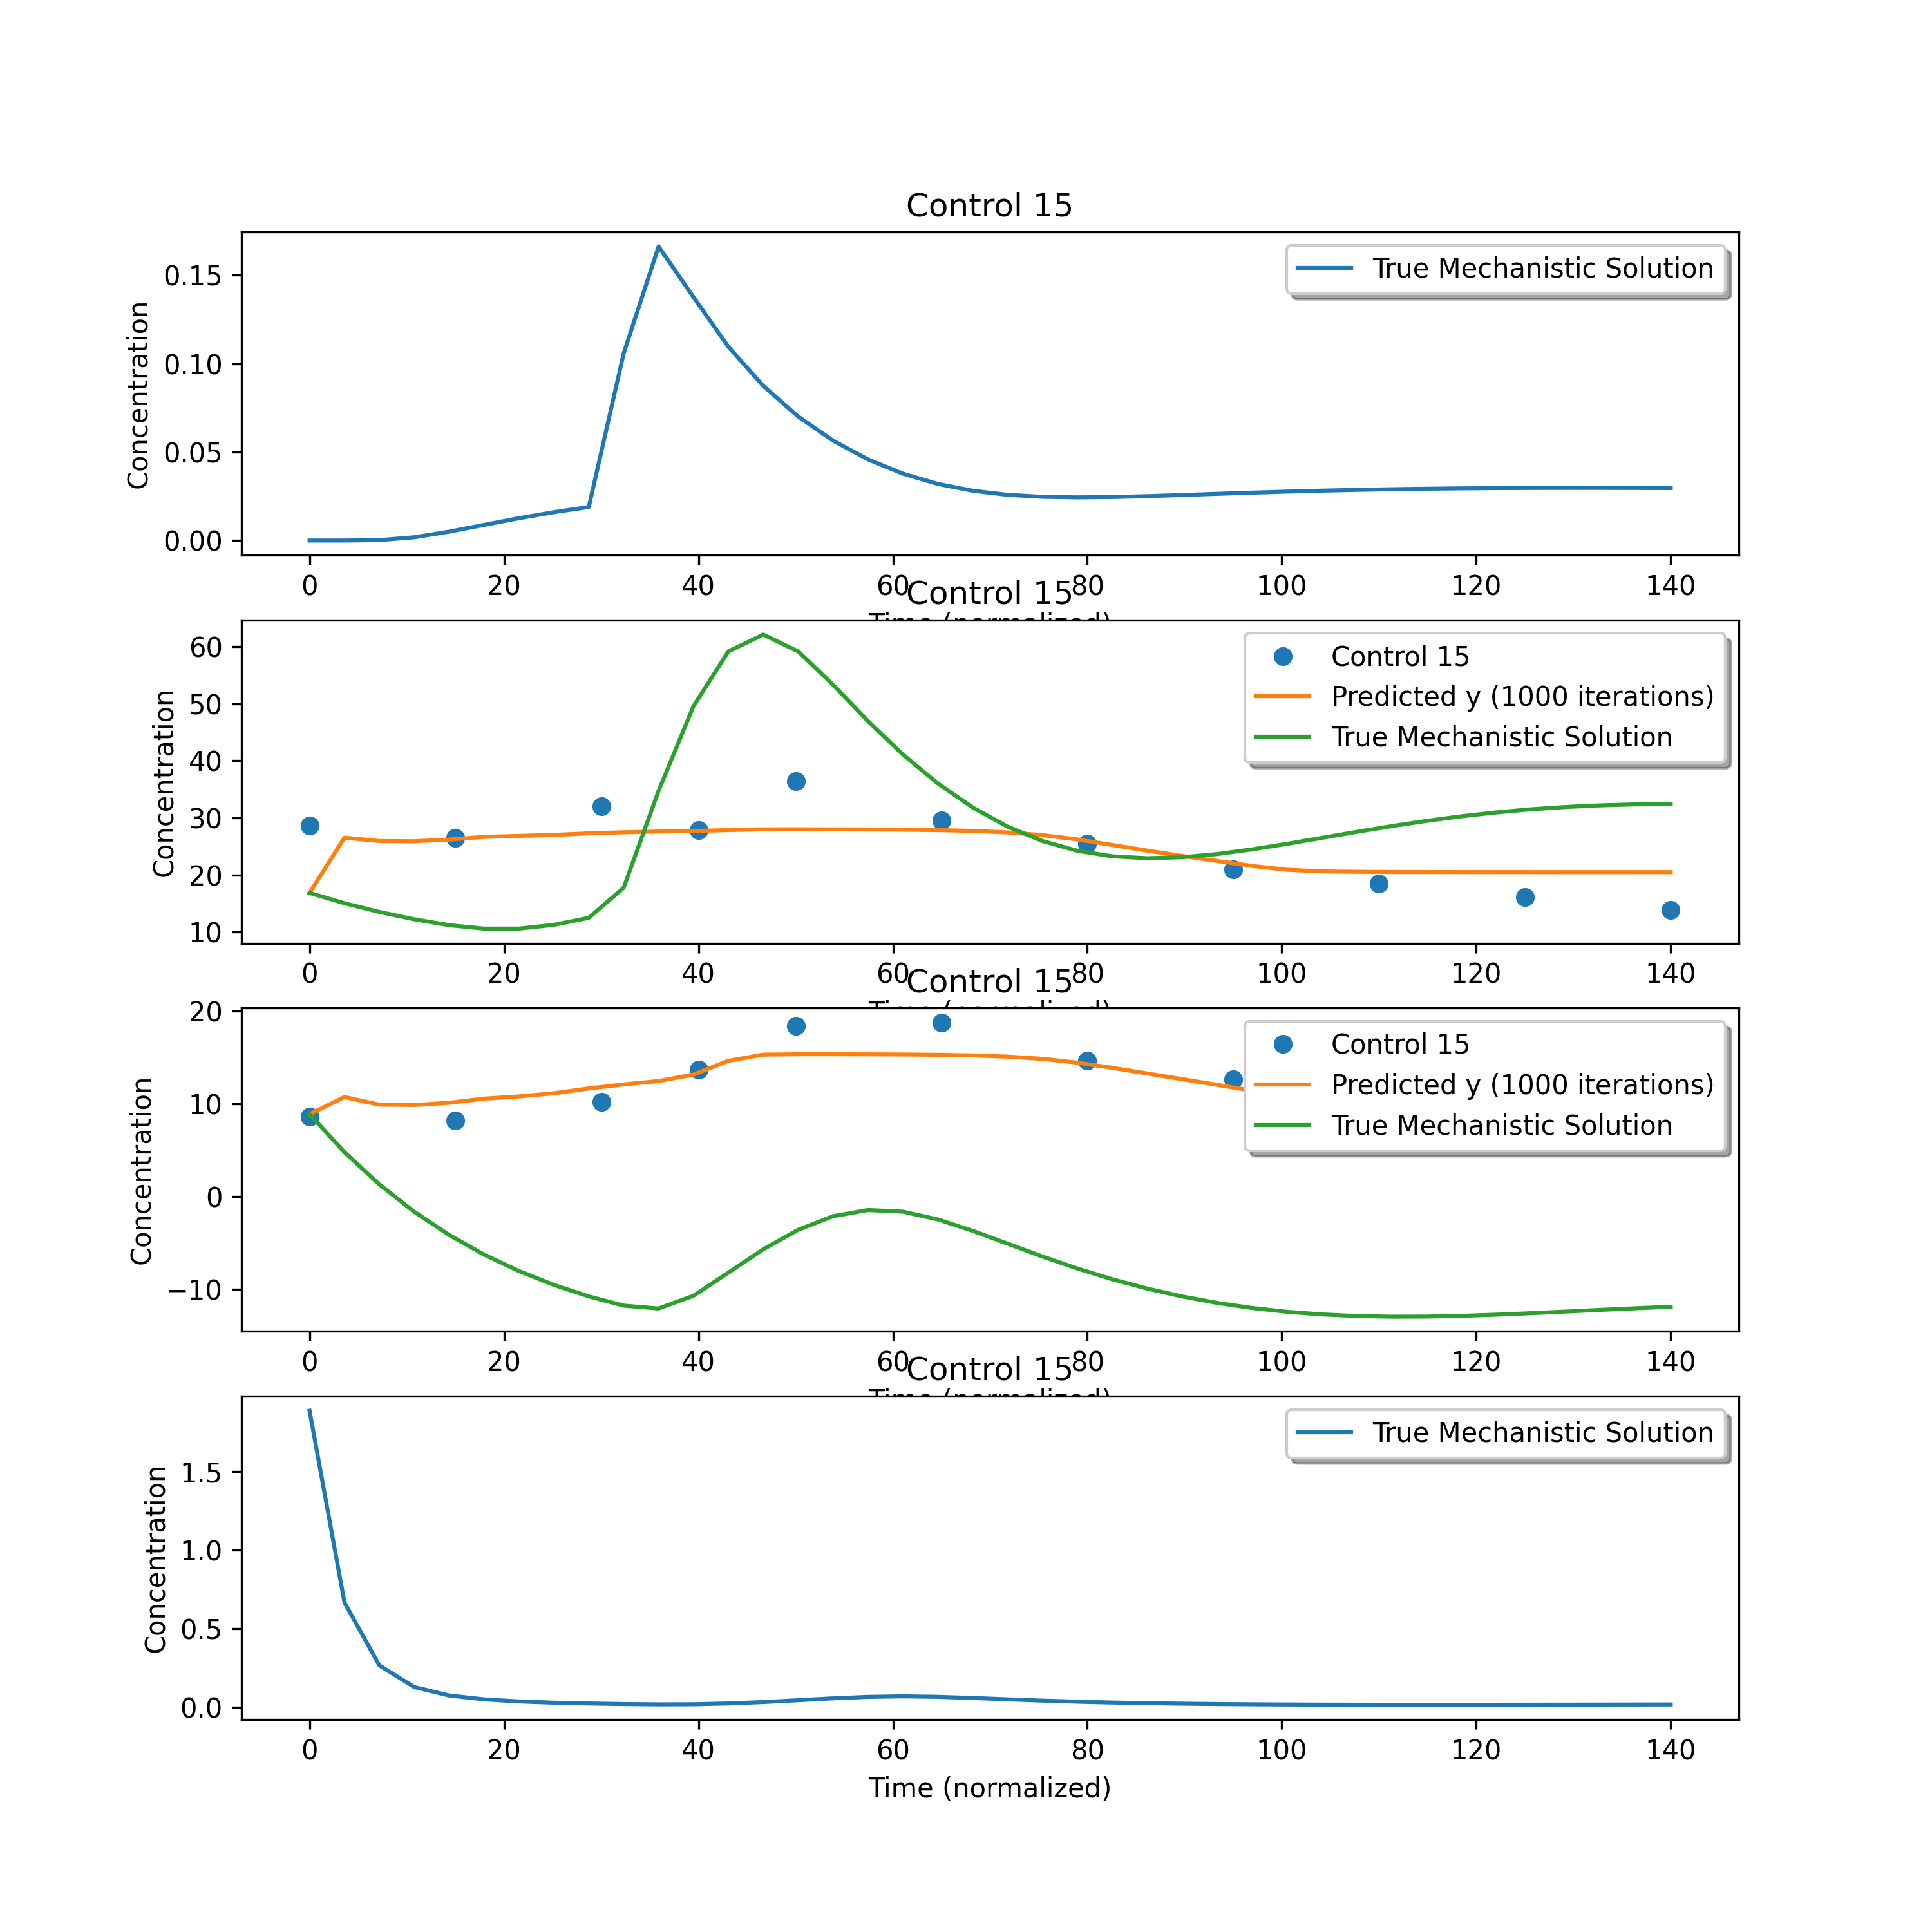 Control 15
Concentration
0.15
0.10
0.05
0.00
True Mechanistic Solution
0 20 40 60 80 100 120 140
Time (normalized)
Control 15
Concentration
60
50
40
30
20
10
Control 15
Predicted y (1000 iterations)
True Mechanistic Solution
0 20 40 60 80 100 120 140
Time (normalized)
Control 15
Concentration
20
10
0
−10
Control 15
Predicted y (1000 iterations)
True Mechanistic Solution
0 20 40 60 80 100 120 140
Time (normalized)
Control 15
Concentration
1.5
1.0
0.5
0.0
True Mechanistic Solution
0 20 40 60 80 100 120 140
Time (normalized)